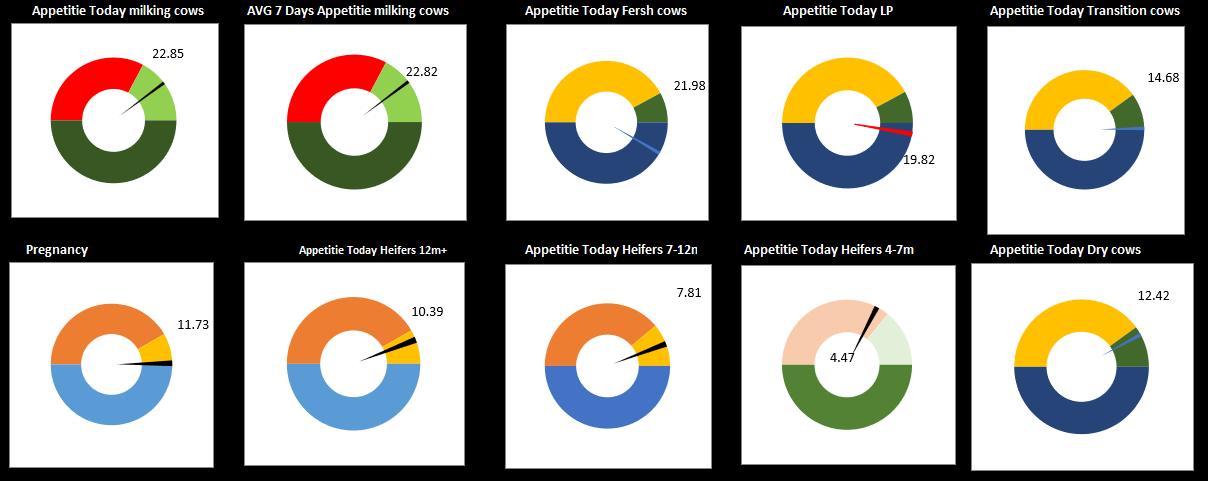 Appetitie Today milking cows
AVG 7 Days Appetitie milking cows
Appetitie Today Fersh cows
Appetitie Today LP
Appetitie Today Transition cows
22.85
22.82
21.98
19.82
14.68
Pregnancy
Appetitie Today Heifers 12m+
Appetitie Today Heifers 7-12
Appetitie Today Heifers 4-7m
Appetitie Today Dry cows
11.73
10.39
7.81
4.47
12.42